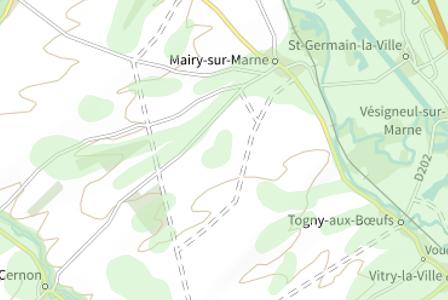 St-Germain-la-Ville
Mairy-sur-Marne
Vésigneul-sur-
Marne
D202
Togny-aux-Bœufs
Cernon
Vitry-la-Ville